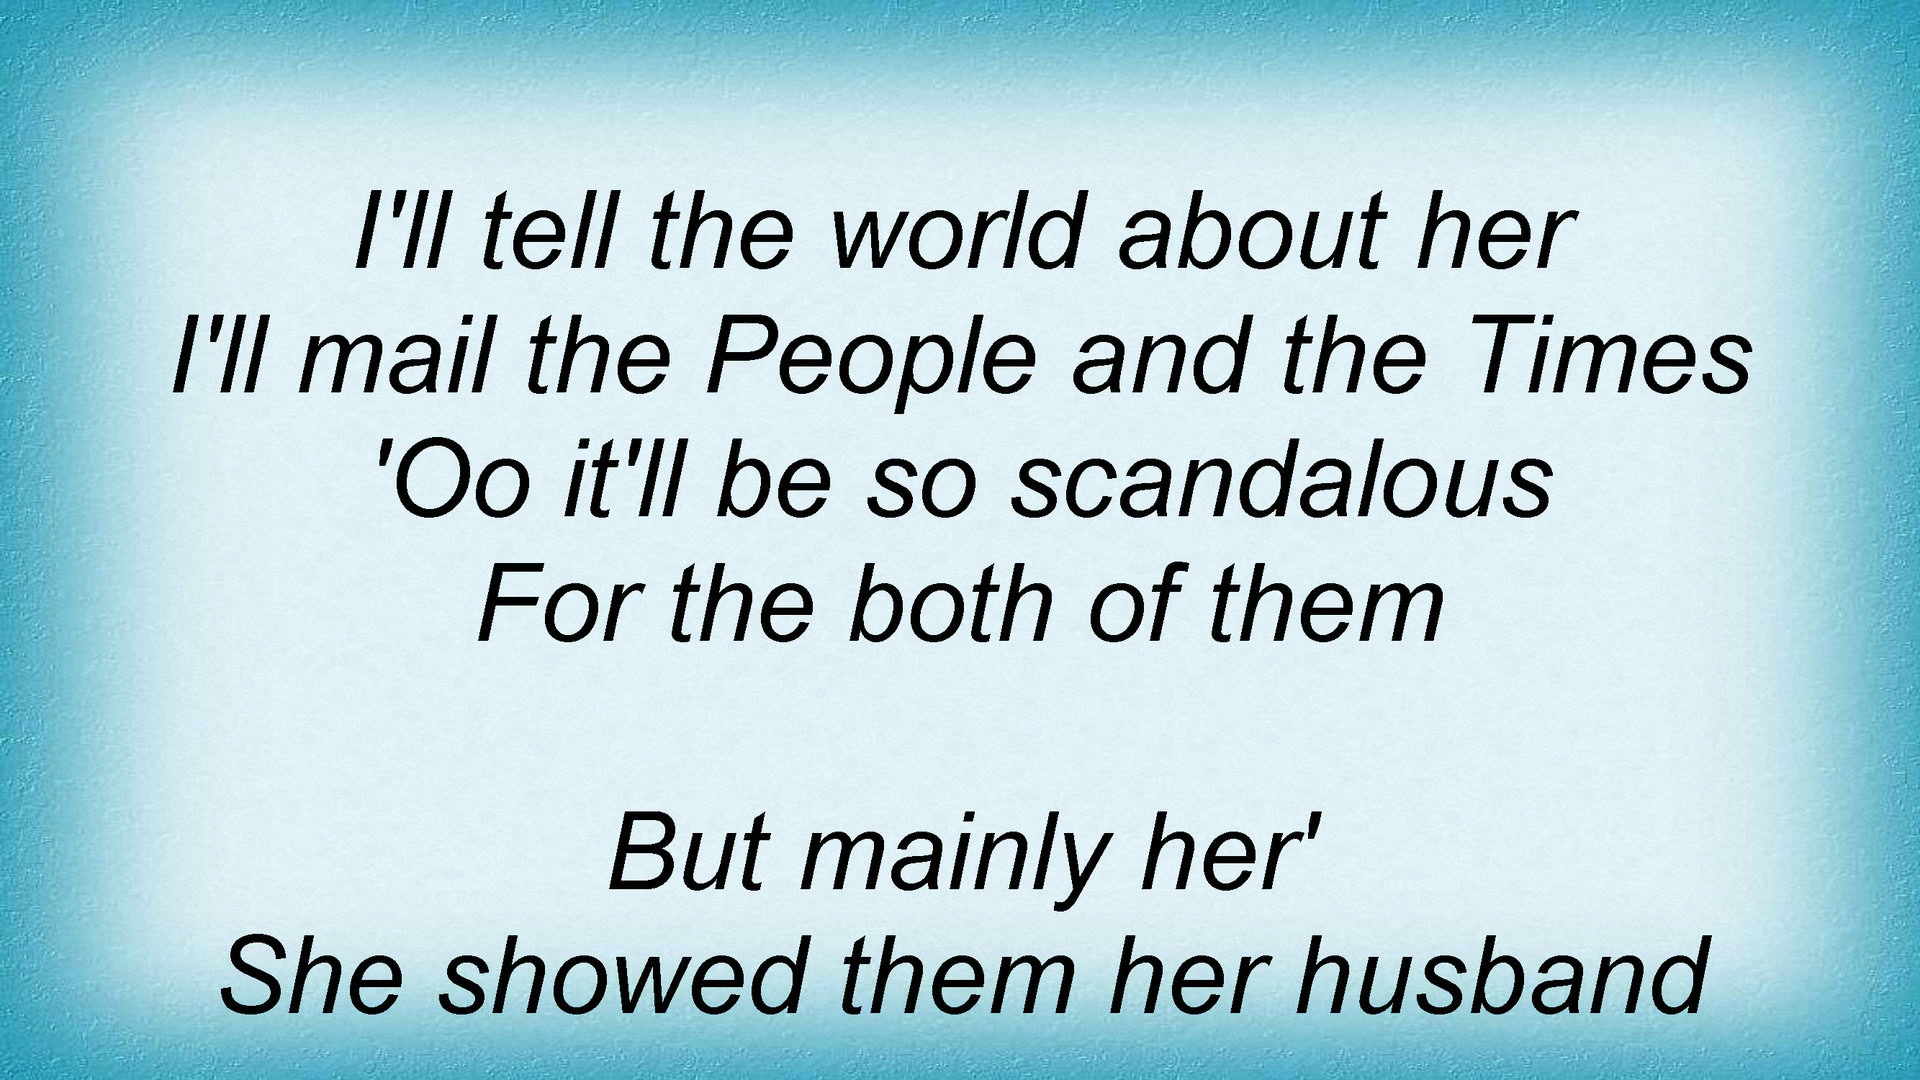 I'll tell the world about her
I'll mail the People and the Times
'Oo it'll be so scandalous
For the both of them
But mainly her'
She showed them her husband